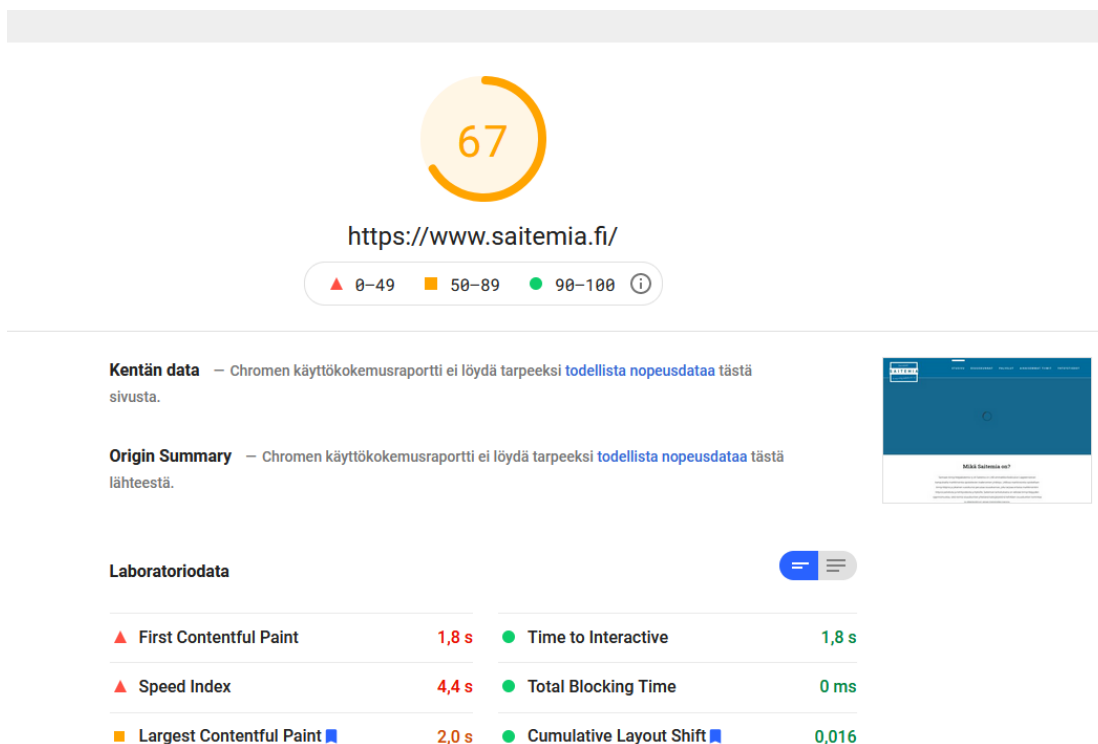 67
https://www.saitemia.fi/
0–49 50–89 90–100
Kentän data — Chromen käyttökokemusraportti ei löydä tarpeeksi todellista nopeusdataa tästä
sivusta.
Origin Summary — Chromen käyttökokemusraportti ei löydä tarpeeksi todellista nopeusdataa tästä
lähteestä.
SAITEMIA
Mikä Saitemia on?
Laboratoriodata
First Contentful Paint 1,8 s
Time to Interactive 1,8 s
Speed Index 4,4 s
Total Blocking Time 0 ms
Largest Contentful Paint 2,0 s
Cumulative Layout Shift 0,016